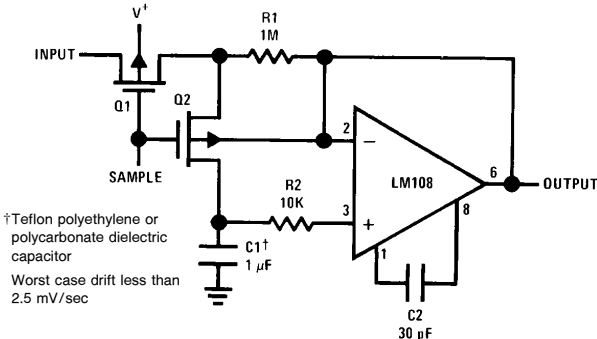 V+
INPUT
R1
1M
Q1
Q2
SAMPLE
2
−
LM108
6
OUTPUT
R2
10K
3
+
8
1
†Teflon polyethylene or
polycarbonate dielectric
capacitor
Worst case drift less than
2.5 mV/sec
C1†
1 μF
C2
30 pF